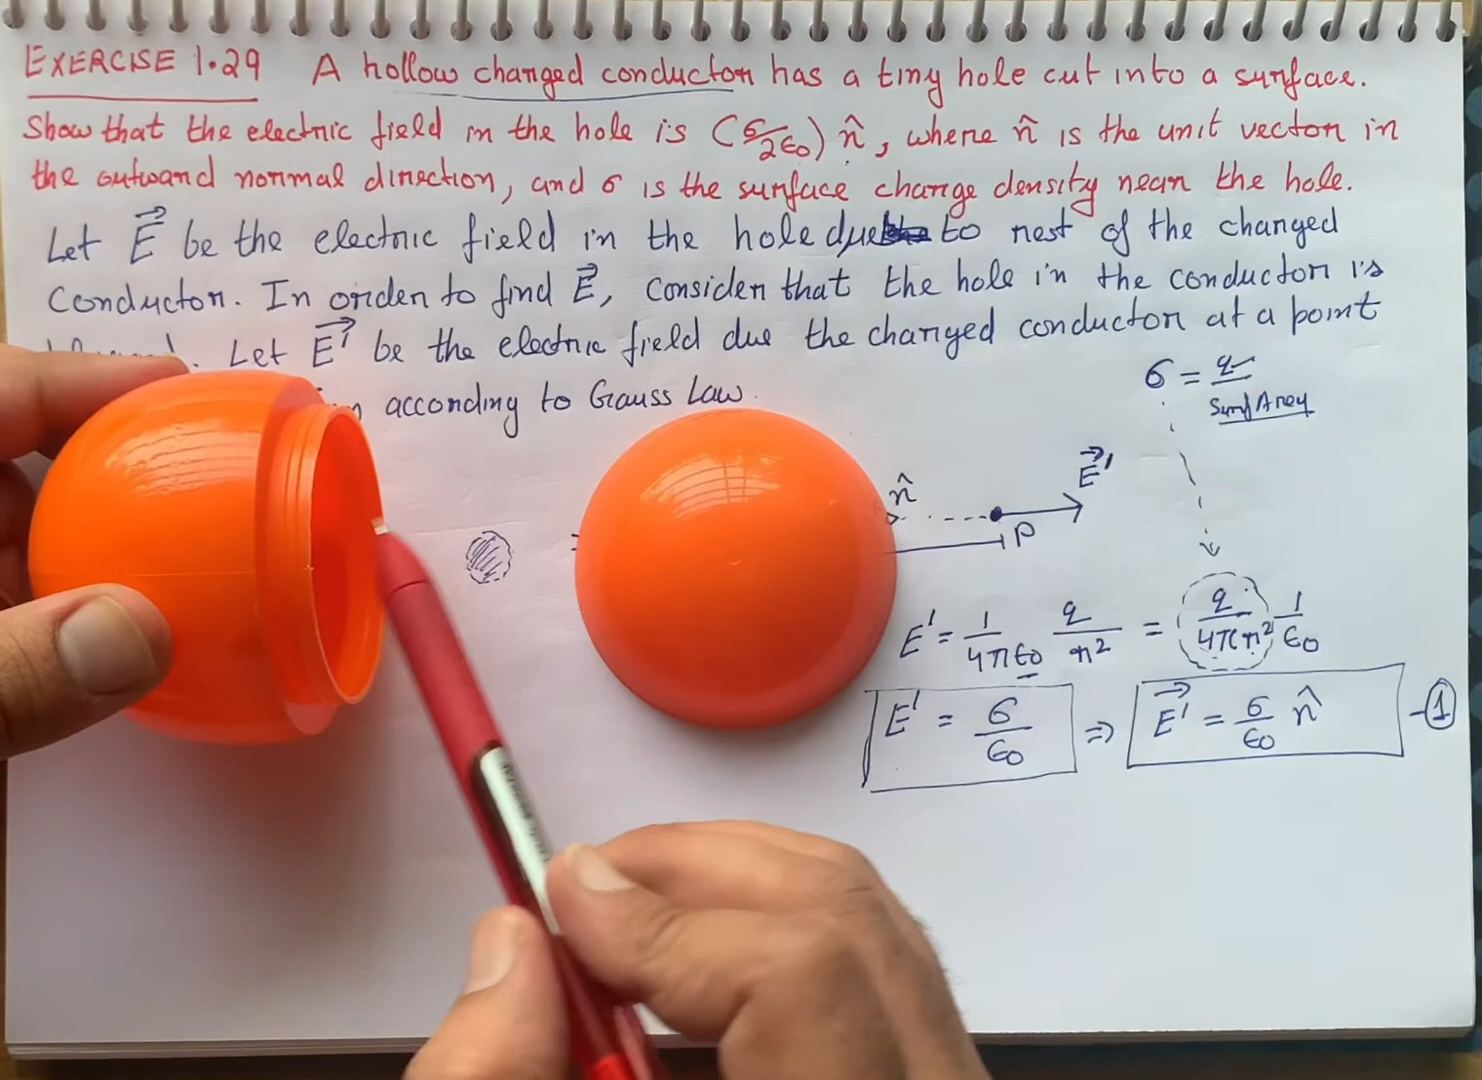 EXERCISE 1.29 A hollow charged conductor has a tiny hole cut into a surface.
Show that the electric field in the hole is (σ/2ϵ₀) n̂, where n̂ is the unit vector in
the outward normal direction, and σ is the surface charge density near the hole.
Let E⃗ be the electric field in the hole due to rest of the charged
conductor. In order to find E⃗, consider that the hole in the conductor is
Let E⃗' be the electric field due the charged conductor at a point
according to Gauss Law.
σ = q / Surf Area
n̂
E⃗'
P
E' = 1/4πϵ₀ q/r² = q/4πr² 1/ϵ₀
E' = σ/ϵ₀ ⇒ E⃗' = σ/ϵ₀ n̂ -①